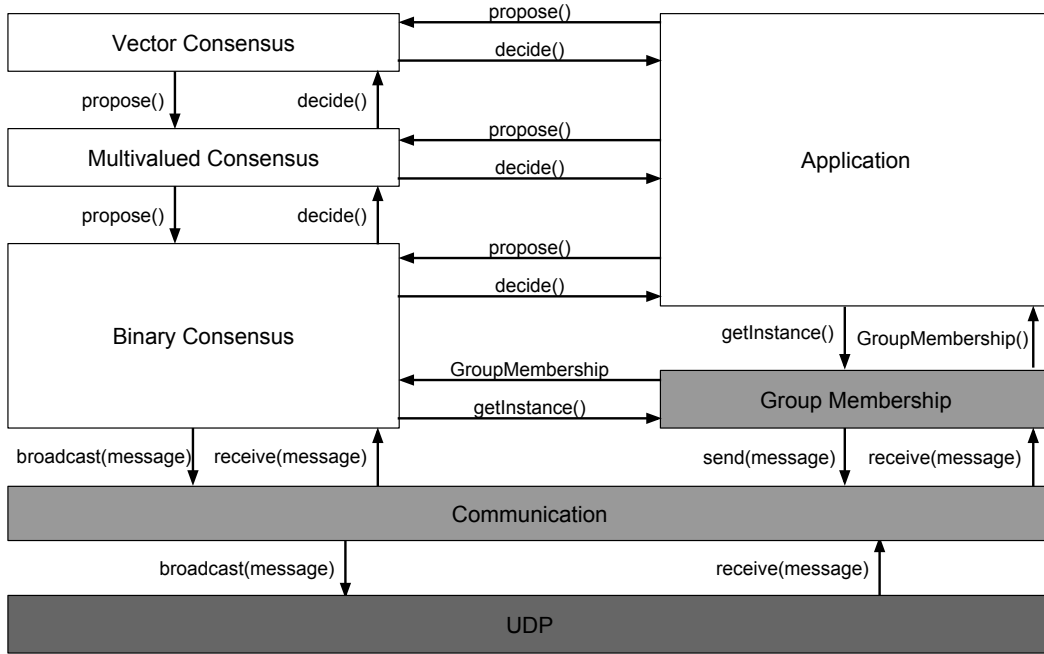 propose()
Vector Consensus
decide()
propose()
decide()
propose()
Multivalued Consensus
decide()
Application
propose()
decide()
propose()
decide()
Binary Consensus
getInstance()
GroupMembership()
GroupMembership
getInstance()
Group Membership
broadcast(message)
receive(message)
send(message)
receive(message)
Communication
broadcast(message)
receive(message)
UDP